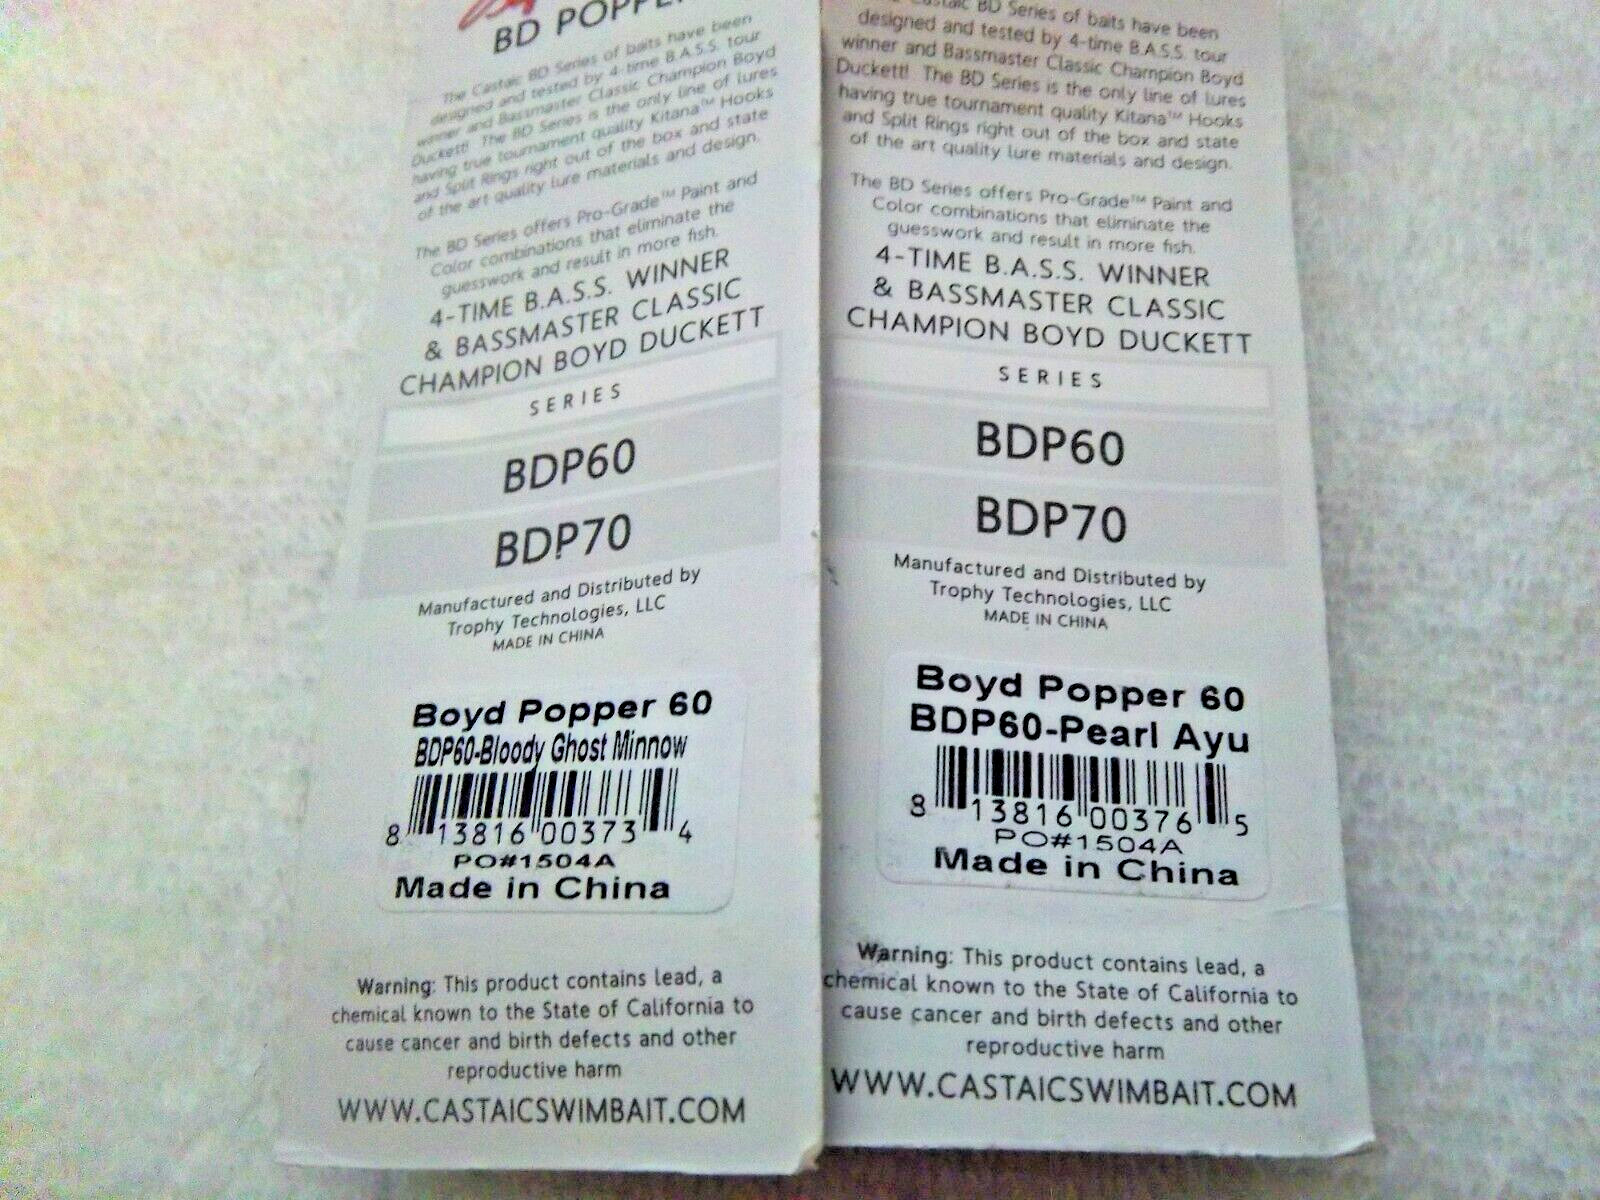 BD POPPER
The Castaic BD Series of baits have been
designed and tested by 4-time B.A.S.S. tour
winner and Bassmaster Classic Champion Boyd
Duckett! The BD Series is the only line of lures
having true tournament quality Kitana™ Hooks
and Split Rings right out of the box and state
of the art quality lure materials and design.
The BD Series offers Pro-Grade™ Paint and
Color combinations that eliminate the
guesswork and result in more fish.
4-TIME B.A.S.S. WINNER
& BASSMASTER CLASSIC
CHAMPION BOYD DUCKETT
SERIES
BDP60
BDP70
Manufactured and Distributed by
Trophy Technologies, LLC
MADE IN CHINA
Boyd Popper 60
BDP60-Bloody Ghost Minnow
8 13816 00373 4
PO#1504A
Made in China
Warning: This product contains lead, a
chemical known to the State of California to
cause cancer and birth defects and other
reproductive harm
WWW.CASTAICSWIMBAIT.COM
Castaic BD Series of baits have been
designed and tested by 4-time B.A.S.S. tour
winner and Bassmaster Classic Champion Boyd
Duckett! The BD Series is the only line of lures
having true tournament quality Kitana™ Hooks
and Split Rings right out of the box and state
of the art quality lure materials and design.
The BD Series offers Pro-Grade™ Paint and
Color combinations that eliminate the
guesswork and result in more fish.
4-TIME B.A.S.S. WINNER
& BASSMASTER CLASSIC
CHAMPION BOYD DUCKETT
SERIES
BDP60
BDP70
Manufactured and Distributed by
Trophy Technologies, LLC
MADE IN CHINA
Boyd Popper 60
BDP60-Pearl Ayu
8 13816 00376 5
PO#1504A
Made in China
Warning: This product contains lead, a
chemical known to the State of California to
cause cancer and birth defects and other
reproductive harm
WWW.CASTAICSWIMBAIT.COM